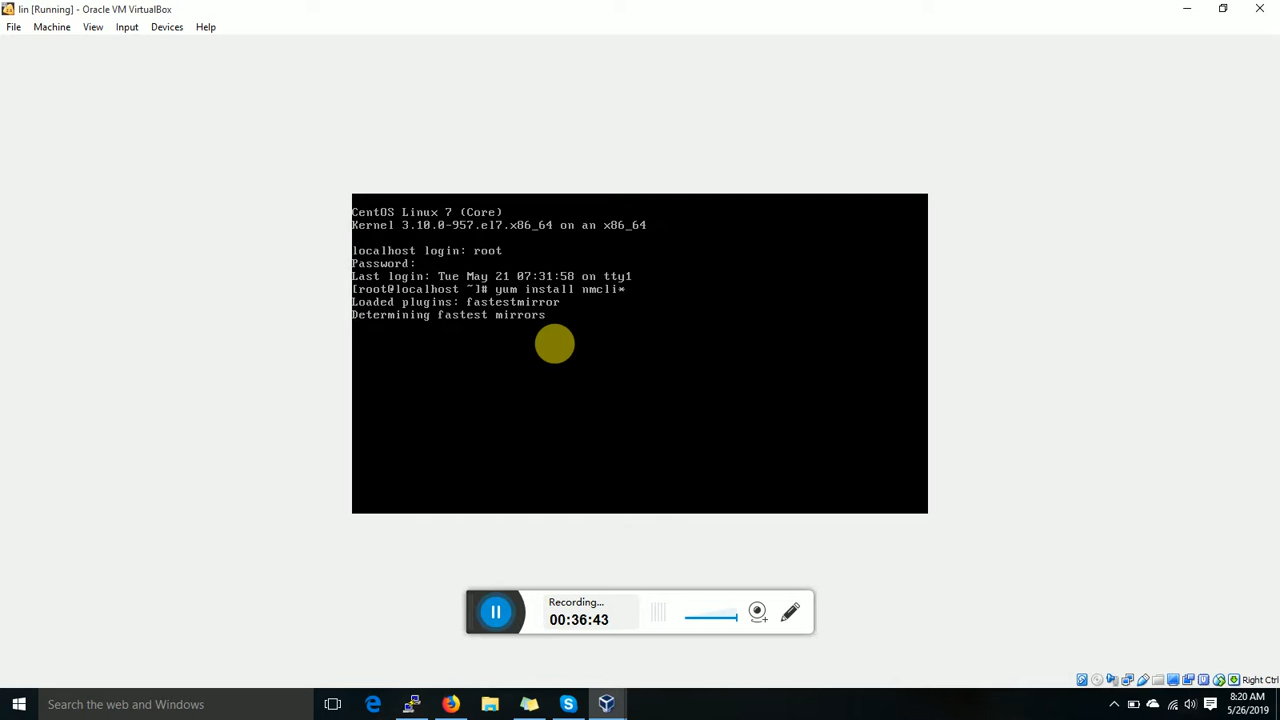 lin [Running] - Oracle VM VirtualBox
File Machine View Input Devices Help
CentOS Linux 7 (Core)
Kernel 3.10.0-957.el7.x86_64 on an x86_64
localhost login: root
Password:
Last login: Tue May 21 07:31:58 on tty1
[root@localhost ~]# yum install nmcli*
Loaded plugins: fastestmirror
Determining fastest mirrors
Recording...
00:36:43
Right Ctrl
Search the web and Windows
8:20 AM
5/26/2019